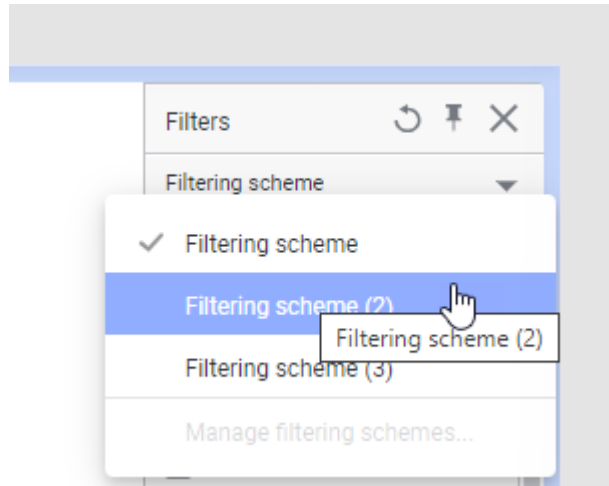 Filters
Filtering scheme
Filtering scheme
Filtering scheme (2)
Filtering scheme (2)
Filtering scheme (3)
Manage filtering schemes...